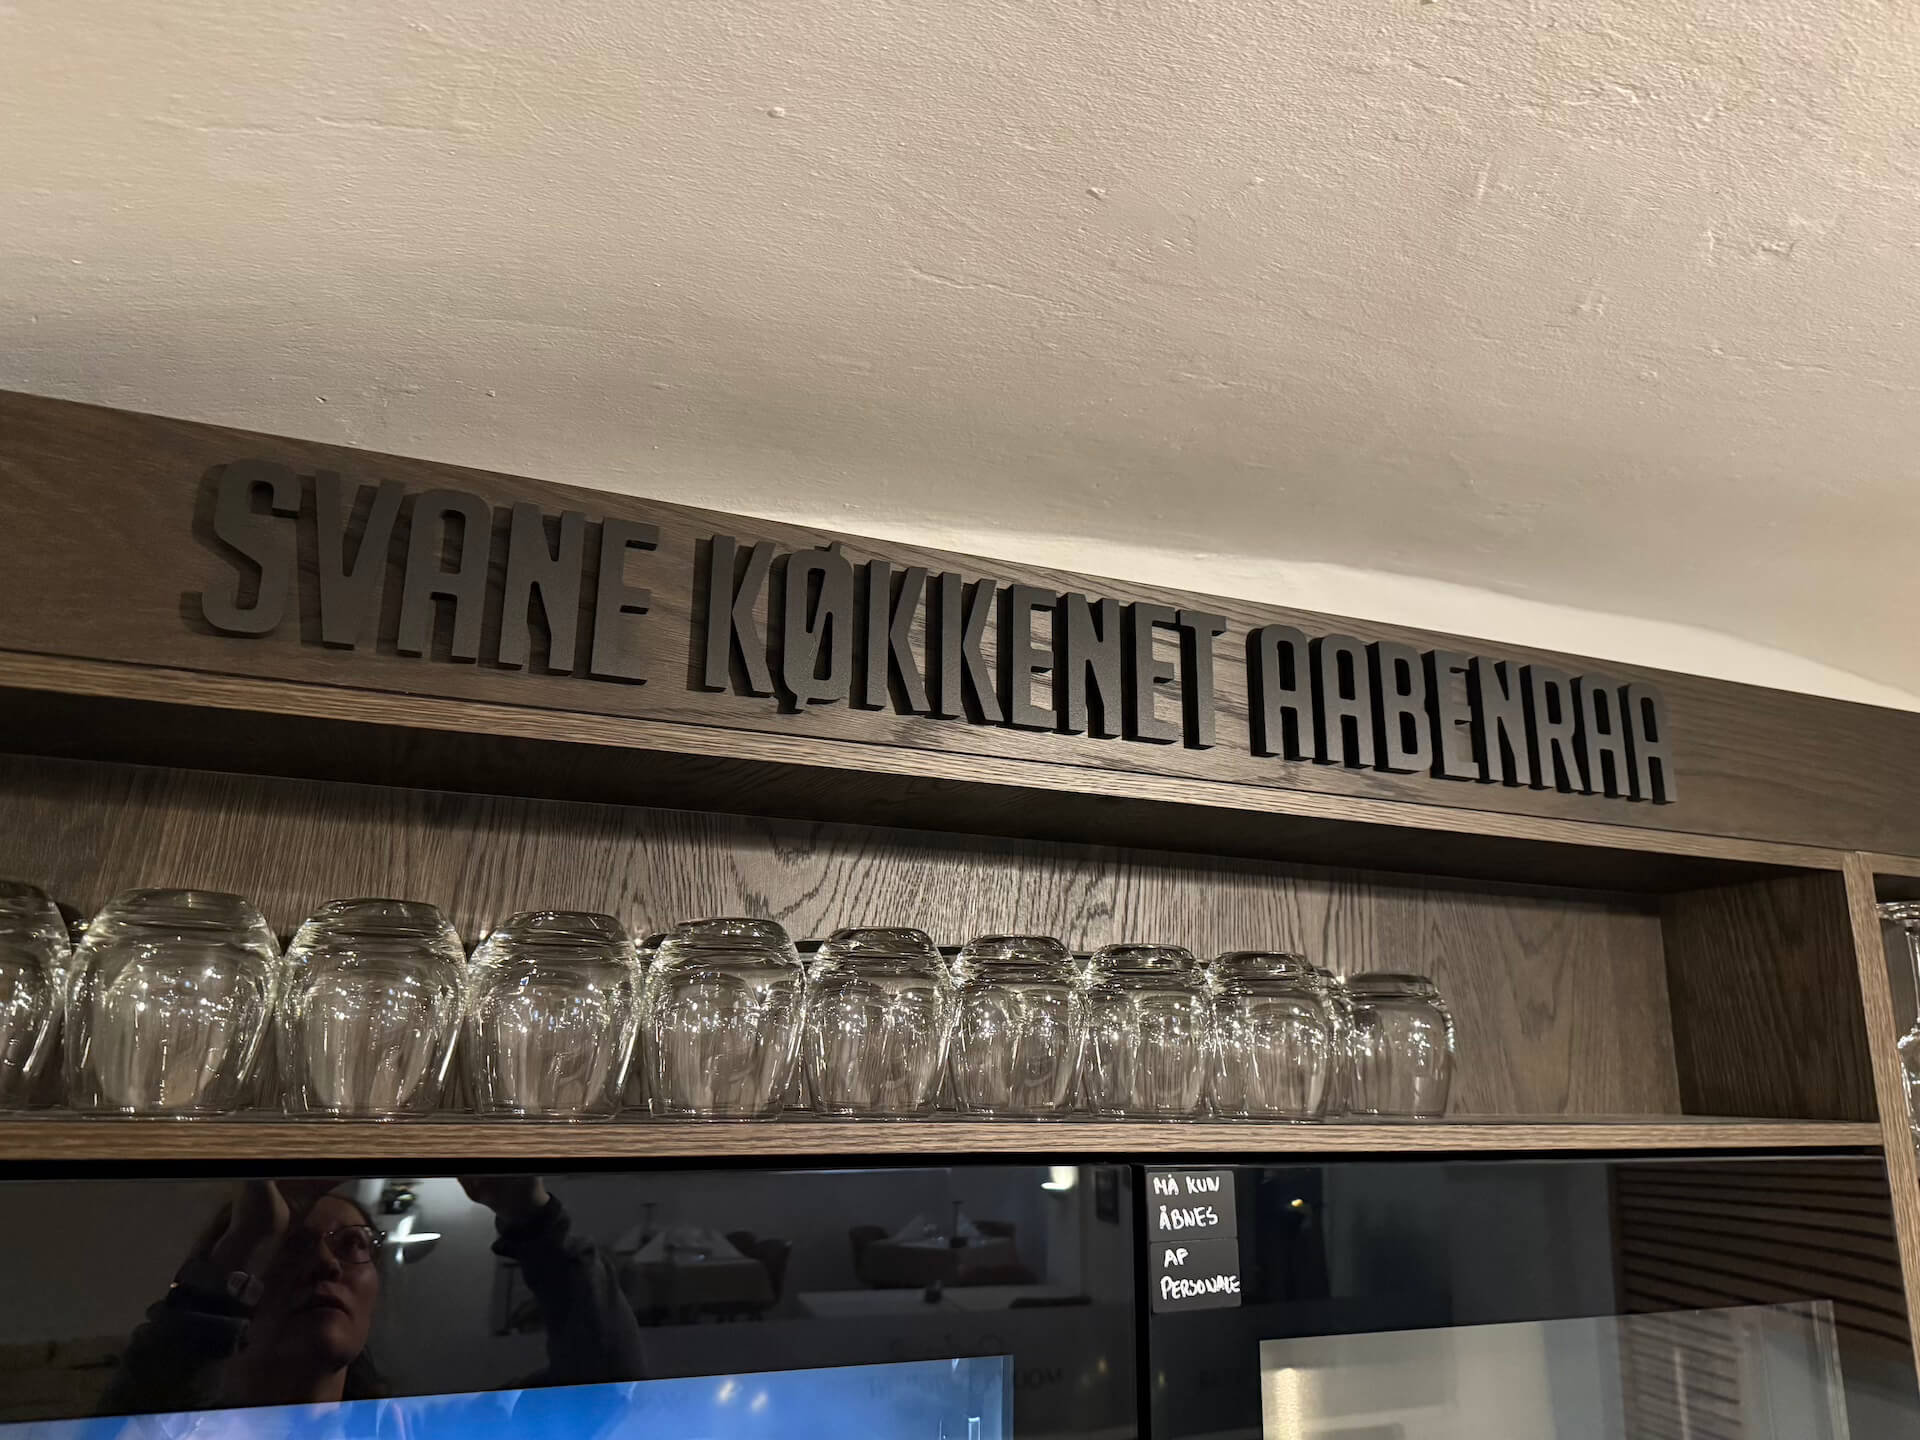 SVANE KØKKENET AABENRAA
MÅ KUN
ÅBNES
AF
PERSONALE